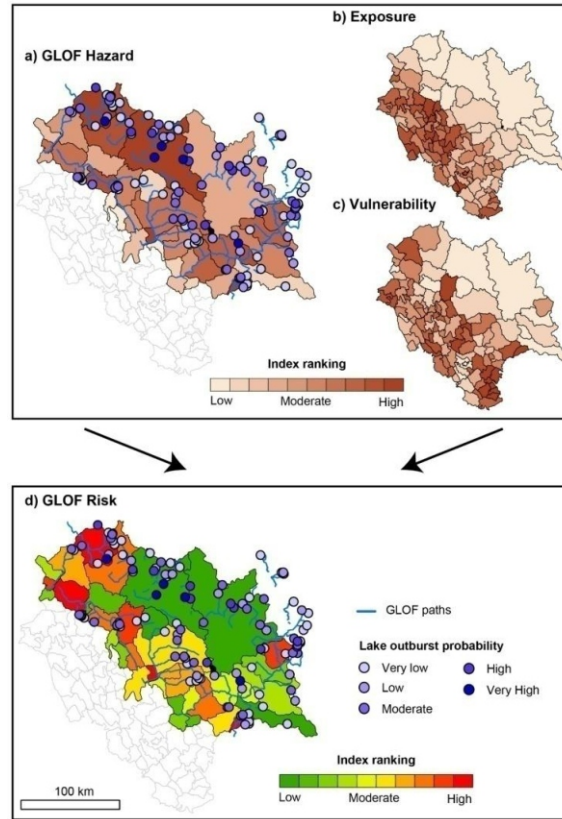 a) GLOF Hazard
b) Exposure
c) Vulnerability
Index ranking
Low Moderate High
d) GLOF Risk
GLOF paths
Lake outburst probability
Very low High
Low Very High
Moderate
Index ranking
Low Moderate High
100 km